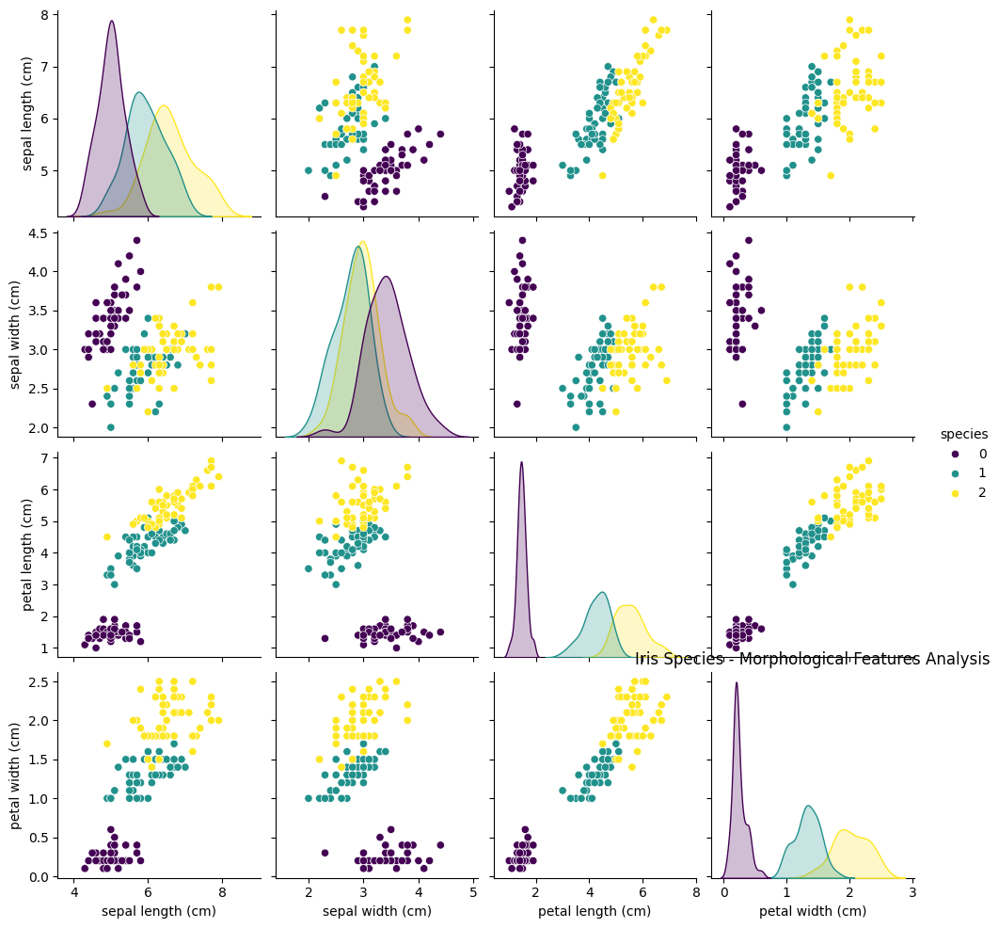 8
7
6
5
sepal length (cm)
4.5
4.0
3.5
3.0
2.5
2.0
sepal width (cm)
species
0
1
2
7
6
5
4
3
2
1
petal length (cm)
Iris Species - Morphological Features Analysis
2.5
2.0
1.5
1.0
0.5
0.0
petal width (cm)
4 6 8
2 3 4 5
2 4 6 8
0 1 2 3
sepal length (cm)
sepal width (cm)
petal length (cm)
petal width (cm)